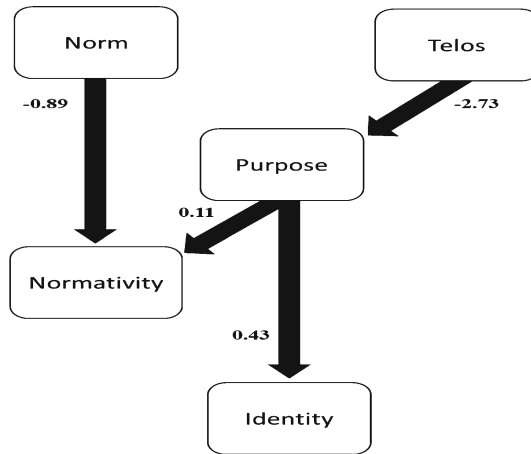 Norm
Telos
-0.89
-2.73
Purpose
0.11
Normativity
0.43
Identity